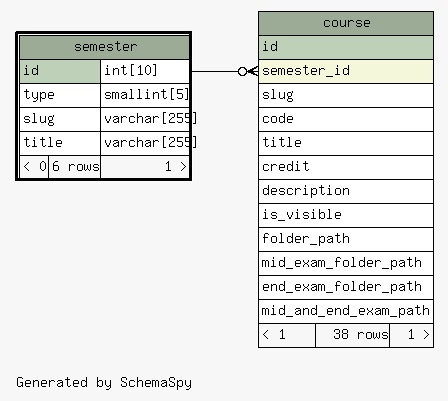 semester
id int[10]
type smallint[5]
slug varchar[255]
title varchar[255]
< 0 6 rows 1 >
course
id
semester_id
slug
code
title
credit
description
is_visible
folder_path
mid_exam_folder_path
end_exam_folder_path
mid_and_end_exam_path
< 1 38 rows 1 >
Generated by SchemaSpy